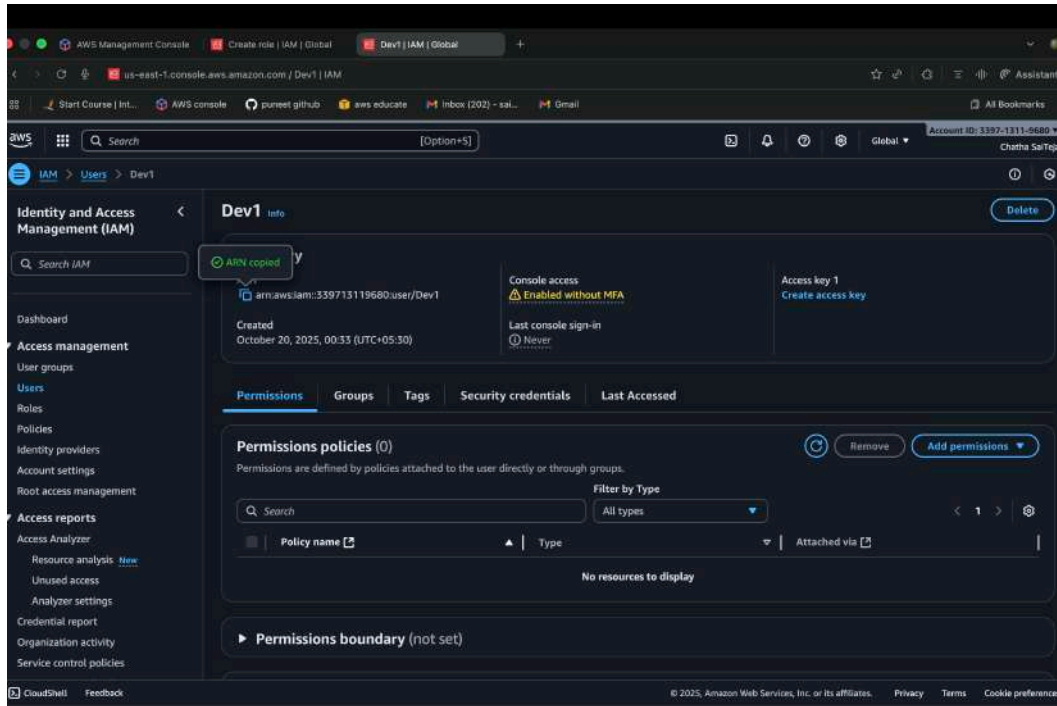 AWS Management Console
Create role | IAM | Global
Dev1 | IAM | Global
us-east-1.console.aws.amazon.com / Dev1 | IAM
Assistant
Start Course | Int...
AWS console
puneet github
aws educate
Inbox (202) - sai...
Gmail
All Bookmarks
aws
Search
[Option+S]
Global
Account ID: 3397-1311-9680
Chatha SaiTeja
IAM > Users > Dev1
Identity and Access Management (IAM)
Search IAM
Dashboard
Access management
User groups
Users
Roles
Policies
Identity providers
Account settings
Root access management
Access reports
Access Analyzer
Resource analysis New
Unused access
Analyzer settings
Credential report
Organization activity
Service control policies
Dev1 Info
Delete
ARN copied
y
arn:aws:iam::339713119680:user/Dev1
Console access
Enabled without MFA
Access key 1
Create access key
Created
October 20, 2025, 00:33 (UTC+05:30)
Last console sign-in
Never
Permissions
Groups
Tags
Security credentials
Last Accessed
Permissions policies (0)
Remove
Add permissions
Permissions are defined by policies attached to the user directly or through groups.
Filter by Type
Search
All types
1
Policy name
Type
Attached via
No resources to display
Permissions boundary (not set)
CloudShell
Feedback
© 2025, Amazon Web Services, Inc. or its affiliates.
Privacy
Terms
Cookie preference